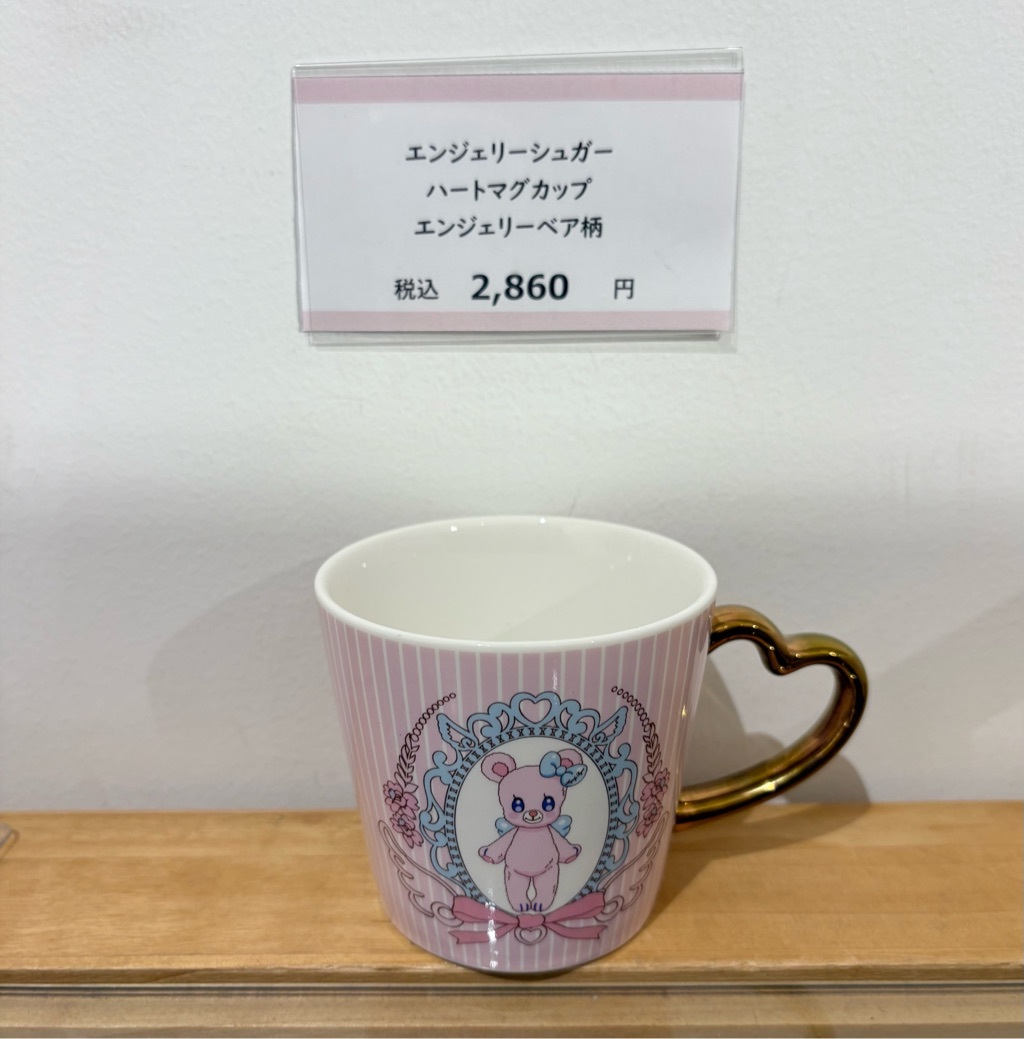 エンジェリーシュガー
ハートマグカップ
エンジェリーベア柄
税込 2,860 円